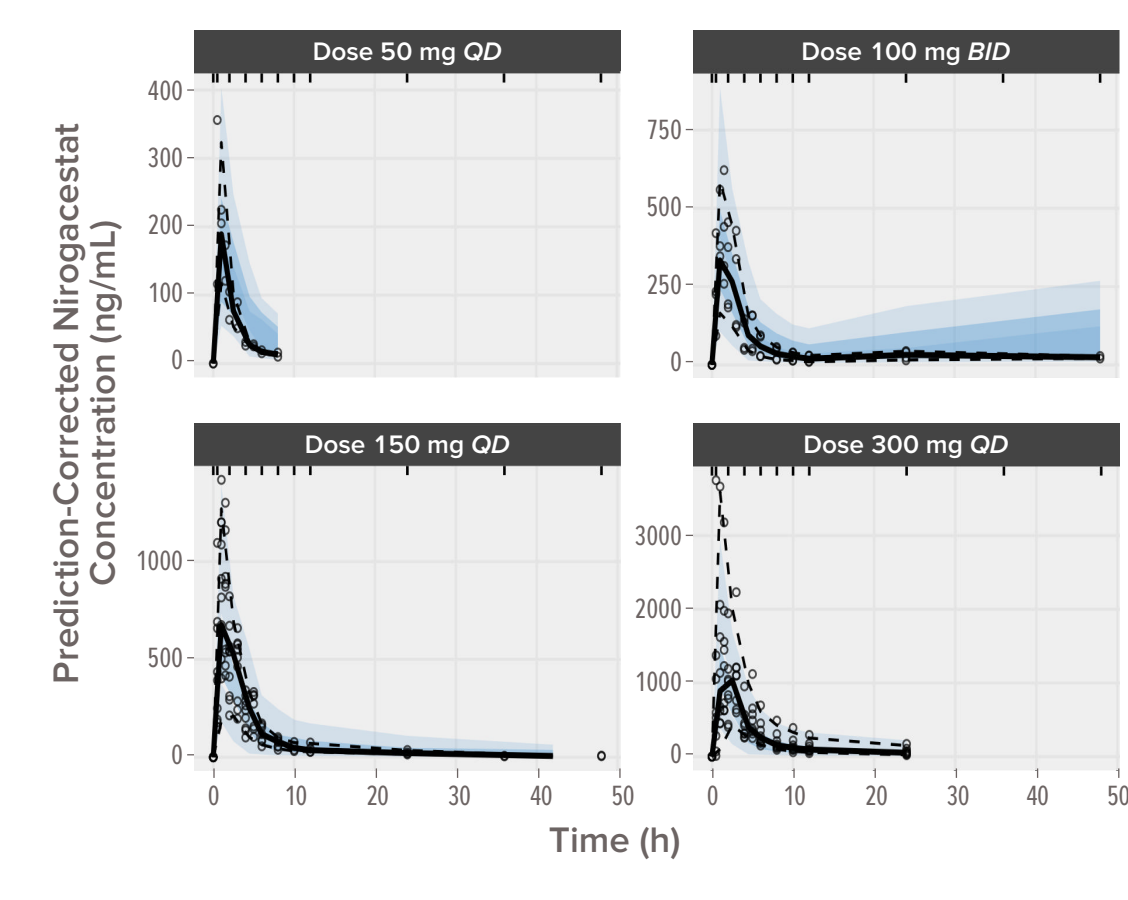 Prediction-Corrected Nirogacestat
Concentration (ng/mL)
Dose 50 mg QD
400
300
200
100
0
Dose 100 mg BID
750
500
250
0
Dose 150 mg QD
1000
500
0
0 10 20 30 40 50
Dose 300 mg QD
3000
2000
1000
0
0 10 20 30 40 50
Time (h)